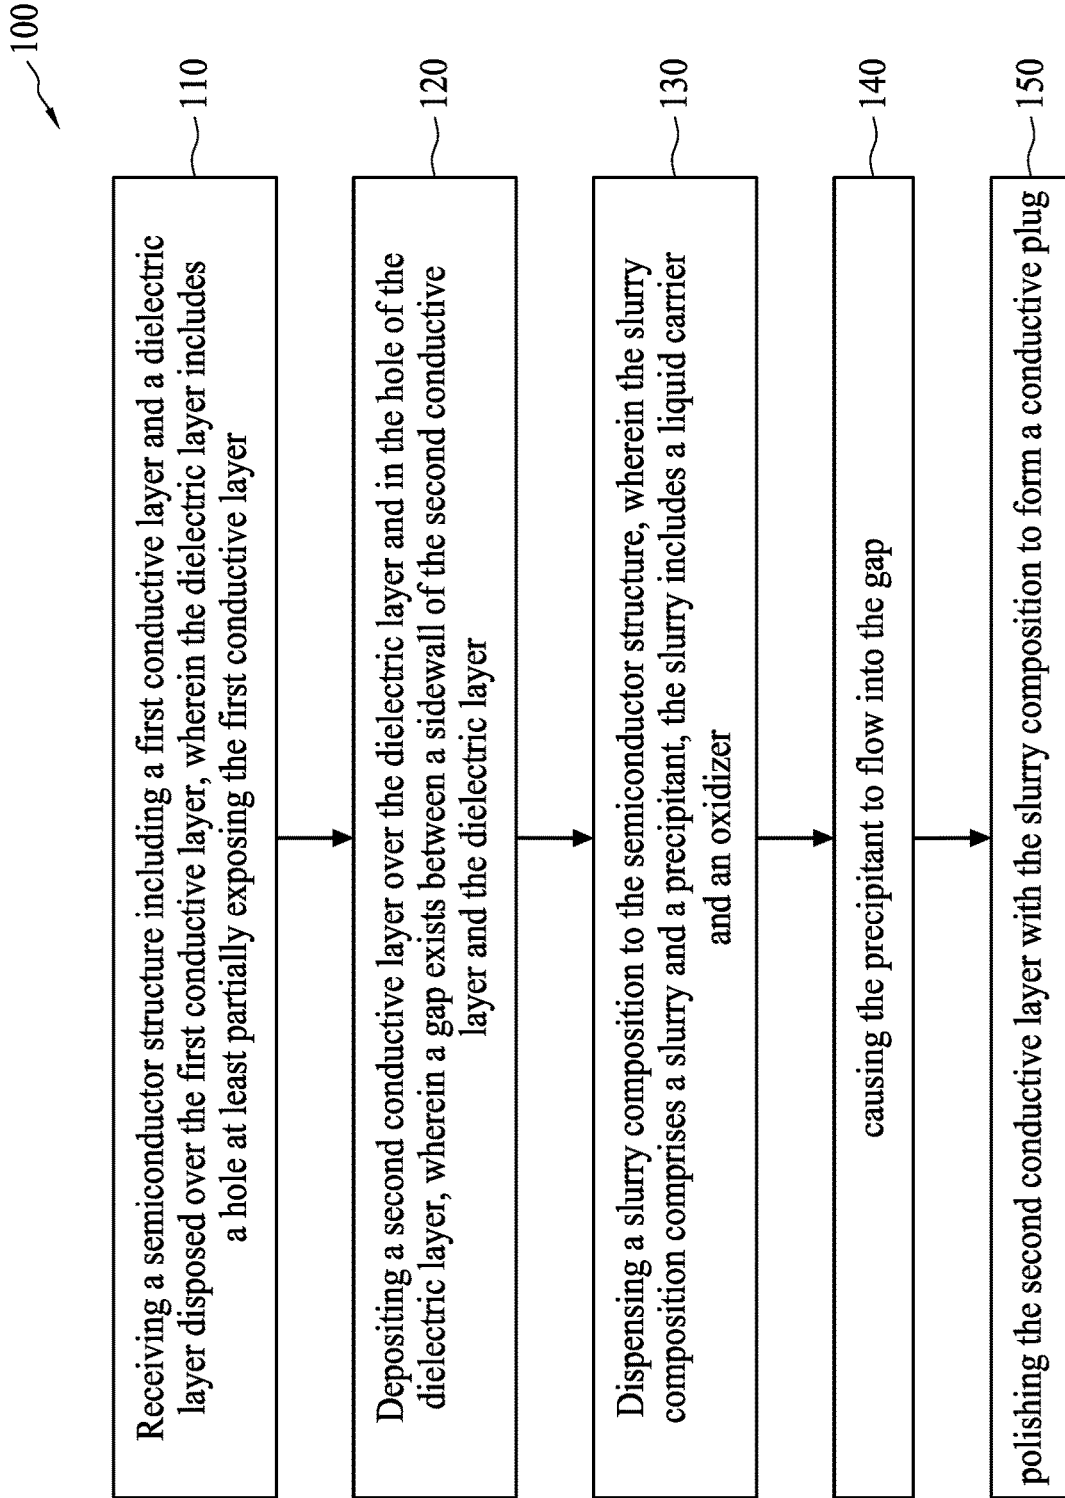 100
Receiving a semiconductor structure including a first conductive layer and a dielectric
layer disposed over the first conductive layer, wherein the dielectric layer includes
a hole at least partially exposing the first conductive layer
110
Depositing a second conductive layer over the dielectric layer and in the hole of the
dielectric layer, wherein a gap exists between a sidewall of the second conductive
layer and the dielectric layer
120
Dispensing a slurry composition to the semiconductor structure, wherein the slurry
composition comprises a slurry and a precipitant, the slurry includes a liquid carrier
and an oxidizer
130
causing the precipitant to flow into the gap
140
polishing the second conductive layer with the slurry composition to form a conductive plug
150